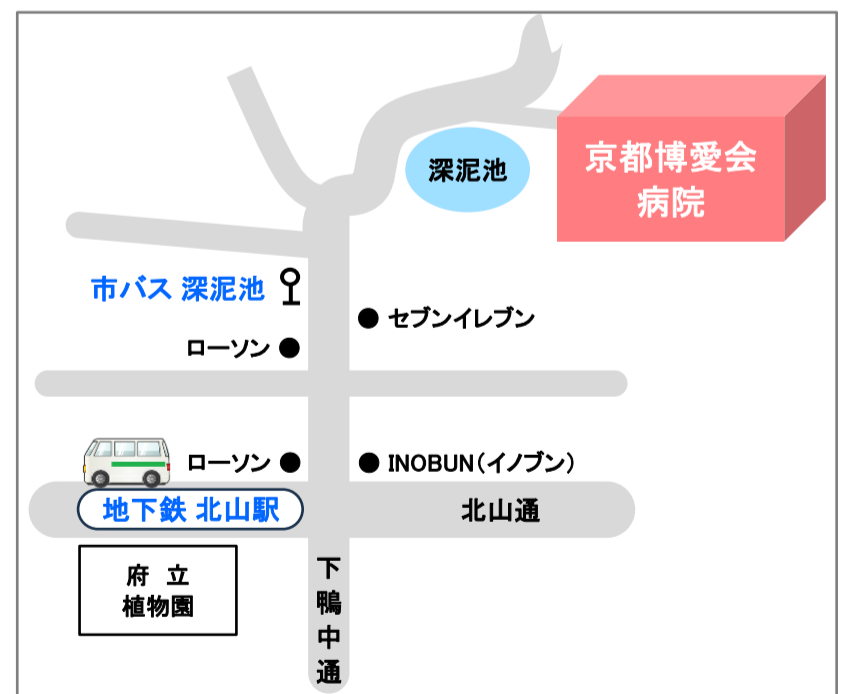 深泥池
京都博愛会
病院
市バス 深泥池
セブンイレブン
ローソン
ローソン
INOBUN(イノブン)
地下鉄 北山駅
北山通
府 立
植物園
下
鴨
中
通